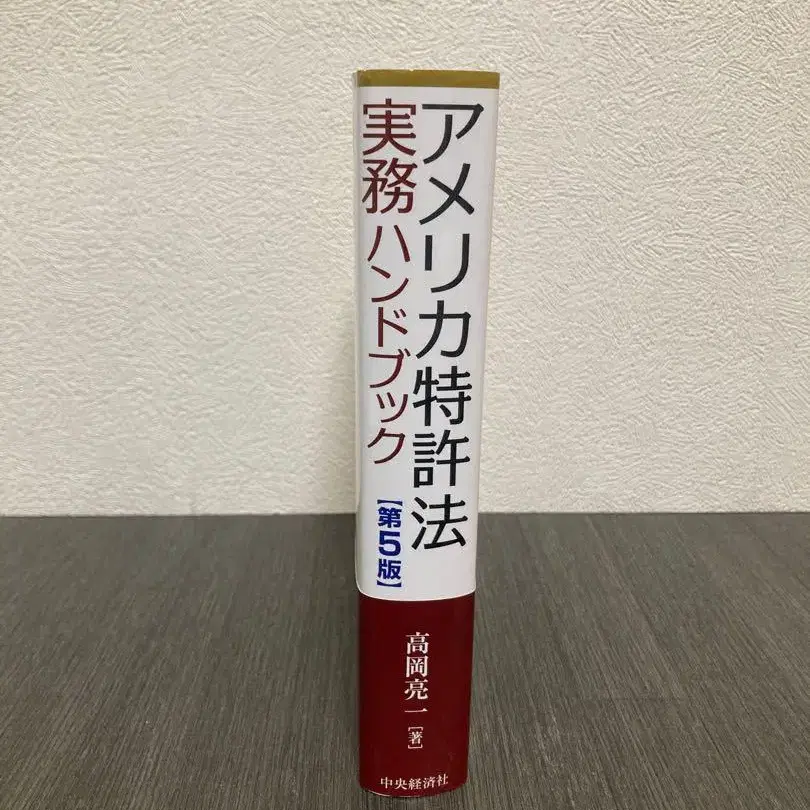 アメリカ特許法
実務ハンドブック
【第5版】
高岡亮一[著]
中央経済社